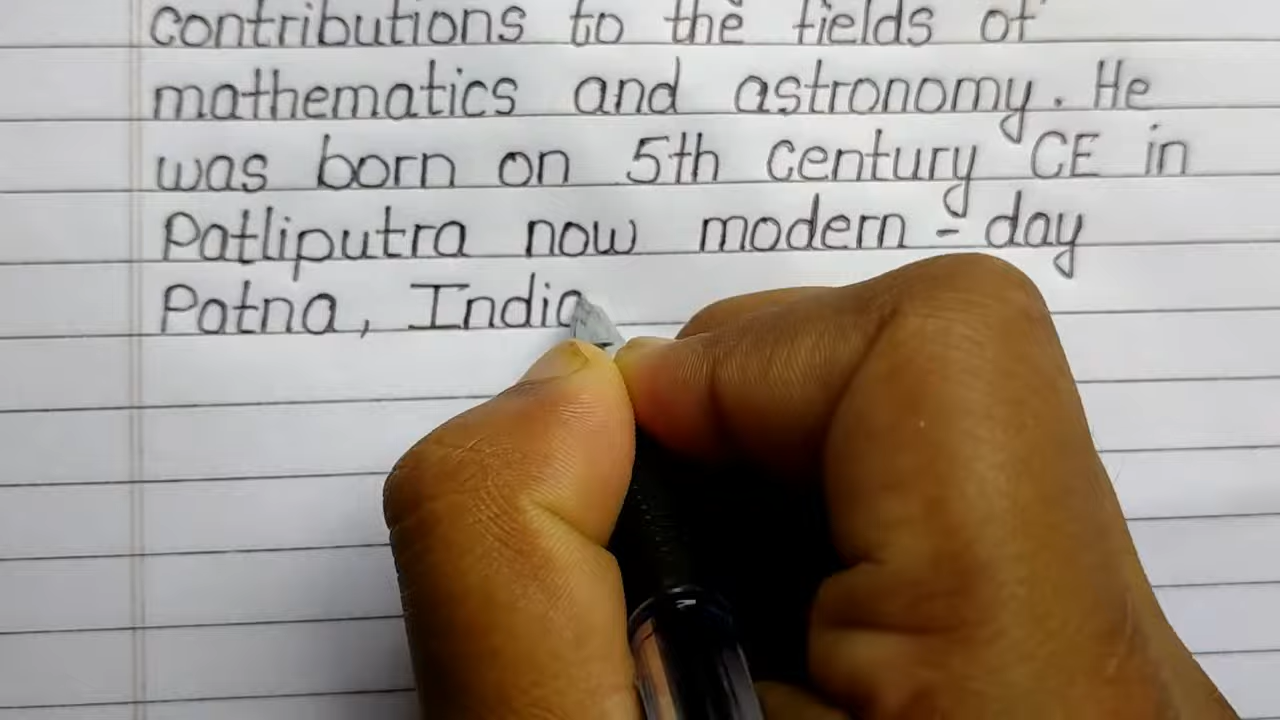 contributions to the fields of
mathematics and astronomy. He
was born on 5th century CE in
Patliputra now modern - day
Patna, India